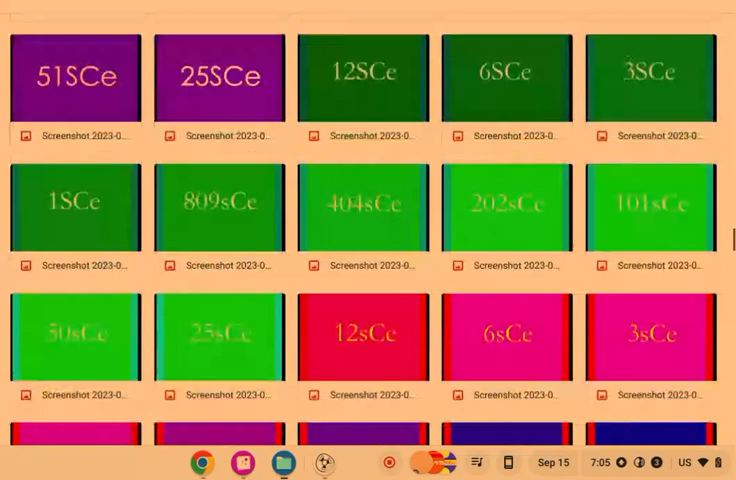 51SCe 25SCe 12SCe 6SCe 3SCe
Screenshot 2023-0... Screenshot 2023-0... Screenshot 2023-0... Screenshot 2023-0... Screenshot 2023-0...
1SCe 809sCe 404sCe 202sCe 101sCe
Screenshot 2023-0... Screenshot 2023-0... Screenshot 2023-0... Screenshot 2023-0... Screenshot 2023-0...
50sCe 25sCe 12sCe 6sCe 3sCe
Screenshot 2023-0... Screenshot 2023-0... Screenshot 2023-0... Screenshot 2023-0... Screenshot 2023-0...
Sep 15 7:05 3 US